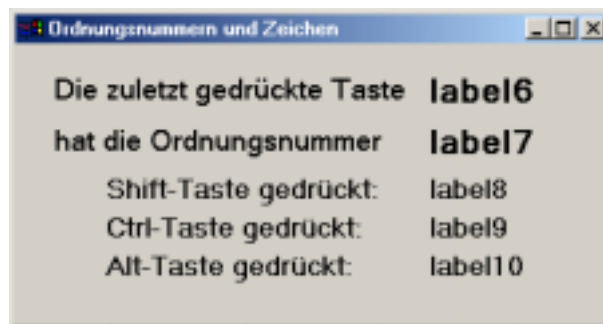 Ordnungsnummern und Zeichen
Die zuletzt gedrückte Taste label6
hat die Ordnungsnummer label7
Shift-Taste gedrückt: label8
Ctrl-Taste gedrückt: label9
Alt-Taste gedrückt: label10